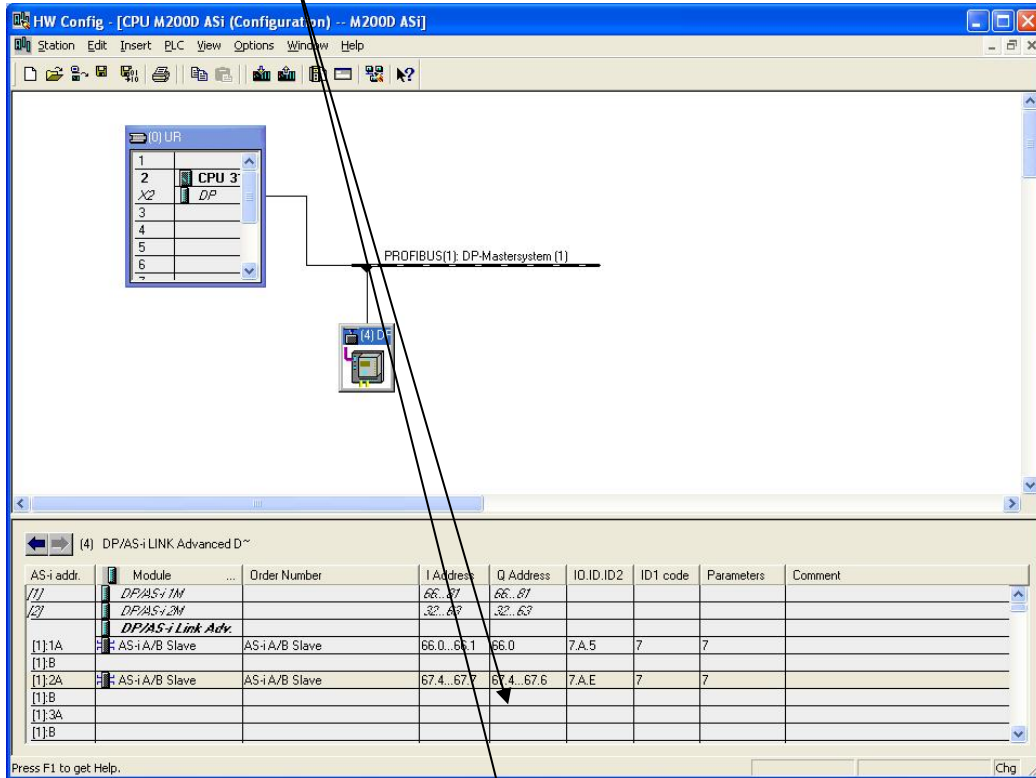 HW Config - [CPU M200D ASi (Configuration) -- M200D ASi]
Station Edit Insert PLC View Options Window Help
(0) UR
1
2 CPU 3
X2 DP
3
4
5
6
PROFIBUS(1): DP-Mastersystem (1)
(4) DP
(4) DP/AS-i LINK Advanced D~
AS-i addr. Module ... Order Number I Address Q Address IO.ID.ID2 ID1 code Parameters Comment
[1] DP/AS-i 1M 66...81 66...81
[2] DP/AS-i 2M 32...63 32...63
DP/AS-i Link Adv.
[1]:1A AS-i A/B Slave AS-i A/B Slave 66.0...66.1 66.0 7.A.5 7 7
[1]:B
[1]:2A AS-i A/B Slave AS-i A/B Slave 67.4...67.7 67.4...67.6 7.A.E 7 7
[1]:B
[1]:3A
[1]:B
Press F1 to get Help. Chg